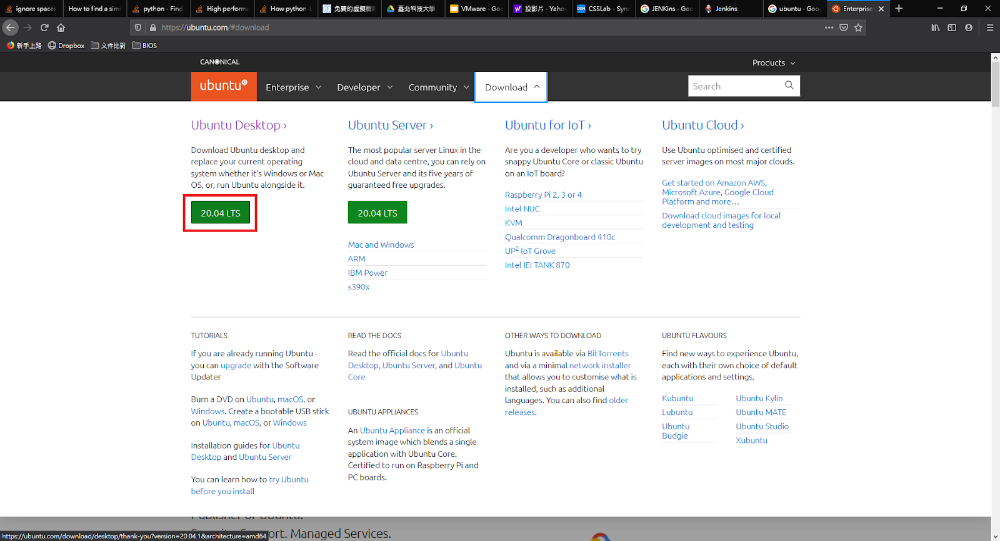 ignore spaces
How to find a sim
python - Find
High perform
How python-
免費的虛擬機
臺北科技大學 -
VMware - Goo
投影片 - Yahoo
CSSLab - Syno
JENKins - Goo
Jenkins
ubuntu - Goog
Enterprise
https://ubuntu.com/#download
新手上路
Dropbox
文件比對
BIOS
CANONICAL
Products
ubuntu
Enterprise
Developer
Community
Download
Search
Ubuntu Desktop ›
Download Ubuntu desktop and
replace your current operating
system whether it's Windows or Mac
OS, or, run Ubuntu alongside it.
20.04 LTS
Ubuntu Server ›
The most popular server Linux in the
cloud and data centre, you can rely on
Ubuntu Server and its five years of
guaranteed free upgrades.
20.04 LTS
Mac and Windows
ARM
IBM Power
s390x
Ubuntu for IoT ›
Are you a developer who wants to try
snappy Ubuntu Core or classic Ubuntu
on an IoT board?
Raspberry Pi 2, 3 or 4
Intel NUC
KVM
Qualcomm Dragonboard 410c
UP² IoT Grove
Intel IEI TANK 870
Ubuntu Cloud ›
Use Ubuntu optimised and certified
server images on most major clouds.
Get started on Amazon AWS,
Microsoft Azure, Google Cloud
Platform and more…
Download cloud images for local
development and testing
TUTORIALS
If you are already running Ubuntu -
you can upgrade with the Software
Updater
Burn a DVD on Ubuntu, macOS, or
Windows. Create a bootable USB stick
on Ubuntu, macOS, or Windows
Installation guides for Ubuntu
Desktop and Ubuntu Server
You can learn how to try Ubuntu
before you install
READ THE DOCS
Read the official docs for Ubuntu
Desktop, Ubuntu Server, and Ubuntu
Core
UBUNTU APPLIANCES
An Ubuntu Appliance is an official
system image which blends a single
application with Ubuntu Core.
Certified to run on Raspberry Pi and
PC boards.
OTHER WAYS TO DOWNLOAD
Ubuntu is available via BitTorrents
and via a minimal network installer
that allows you to customise what is
installed, such as additional
languages. You can also find older
releases.
UBUNTU FLAVOURS
Find new ways to experience Ubuntu,
each with their own choice of default
applications and settings.
Kubuntu
Lubuntu
Ubuntu
Budgie
Ubuntu Kylin
Ubuntu MATE
Ubuntu Studio
Xubuntu
Publisher of Ubuntu.
Security. Support. Managed Services.
https://ubuntu.com/download/desktop/thank-you?version=20.04.1&architecture=amd64